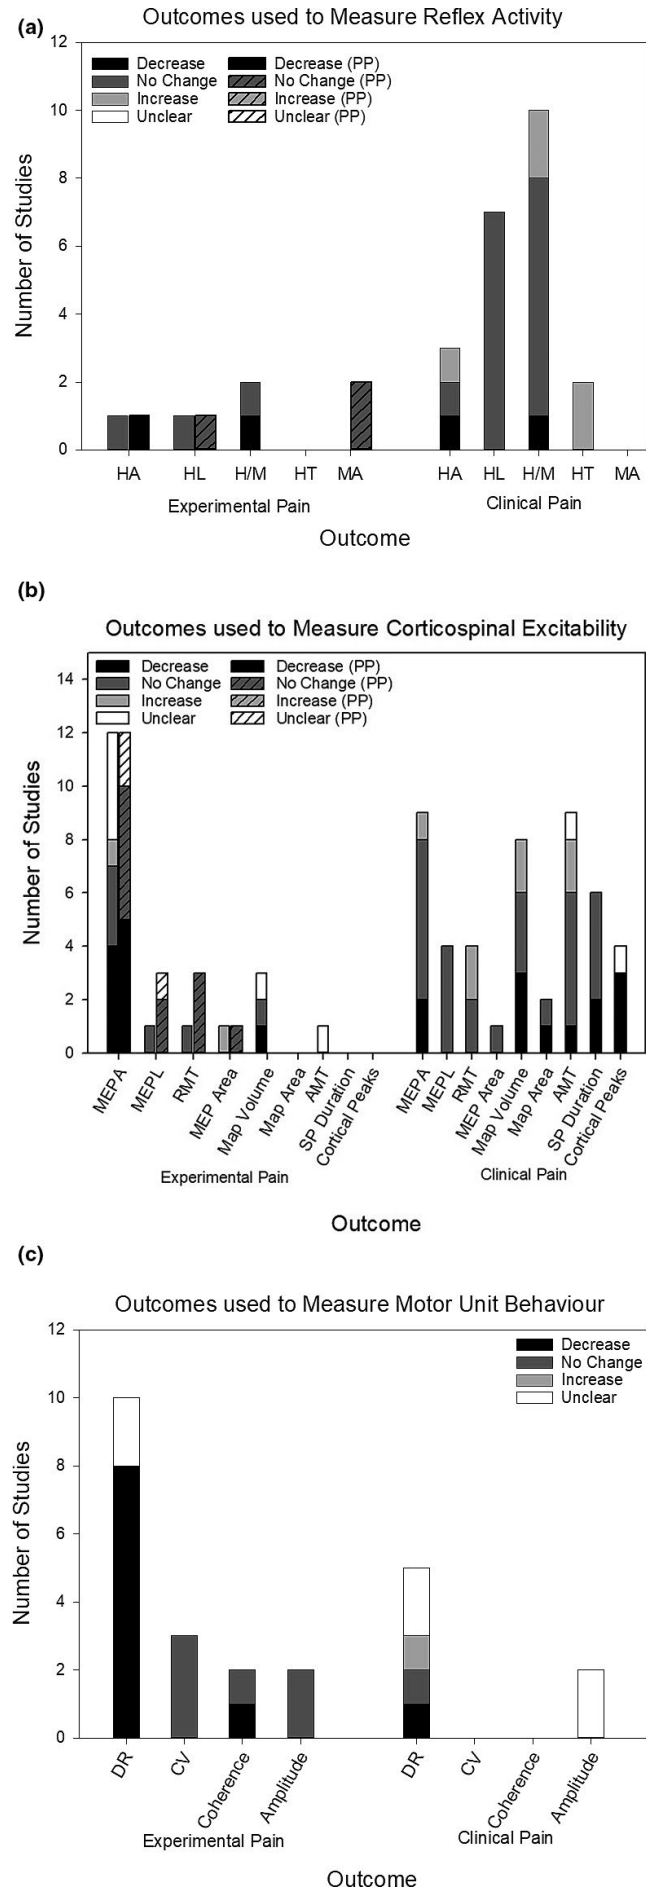 (a)
Outcomes used to Measure Reflex Activity
12
10
8
6
4
2
0
Number of Studies
Decrease
No Change
Increase
Unclear
Decrease (PP)
No Change (PP)
Increase (PP)
Unclear (PP)
HA HL H/M HT MA HA HL H/M HT MA
Experimental Pain Clinical Pain
Outcome
(b)
Outcomes used to Measure Corticospinal Excitability
14
12
10
8
6
4
2
0
Number of Studies
Decrease
No Change
Increase
Unclear
Decrease (PP)
No Change (PP)
Increase (PP)
Unclear (PP)
MEPA
MEPL
RMT
MEP Area
Map Volume
Map Area
AMT
SP Duration
Cortical Peaks
MEPA
MEPL
RMT
MEP Area
Map Volume
Map Area
AMT
SP Duration
Cortical Peaks
Experimental Pain Clinical Pain
Outcome
(c)
Outcomes used to Measure Motor Unit Behaviour
12
10
8
6
4
2
0
Number of Studies
Decrease
No Change
Increase
Unclear
DR
CV
Coherence
Amplitude
DR
CV
Coherence
Amplitude
Experimental Pain Clinical Pain
Outcome